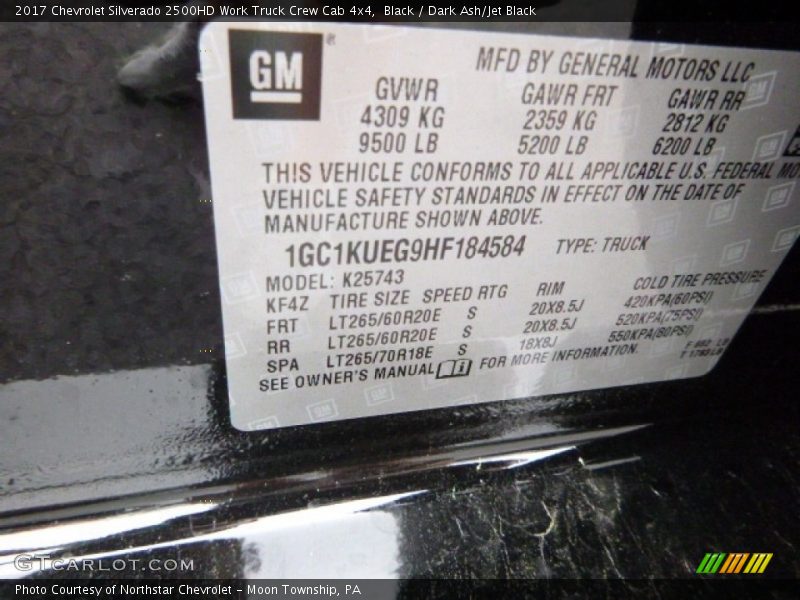 2017 Chevrolet Silverado 2500HD Work Truck Crew Cab 4x4,  Black / Dark Ash/Jet Black
GM
MFD BY GENERAL MOTORS LLC
GVWR GAWR FRT GAWR RR
4309 KG 2359 KG 2812 KG
9500 LB 5200 LB 6200 LB
THIS VEHICLE CONFORMS TO ALL APPLICABLE U.S. FEDERAL MO
VEHICLE SAFETY STANDARDS IN EFFECT ON THE DATE OF
MANUFACTURE SHOWN ABOVE.
1GC1KUEG9HF184584 TYPE: TRUCK
MODEL: K25743
KF4Z TIRE SIZE SPEED RTG RIM COLD TIRE PRESSURE
FRT LT265/60R20E S 20X8.5J 420KPA(60PSI)
RR LT265/60R20E S 20X8.5J 520KPA(75PSI)
SPA LT265/70R18E S 18X8J 550KPA(80PSI)
SEE OWNER'S MANUAL FOR MORE INFORMATION.
GTCARLOT.COM
Photo Courtesy of Northstar Chevrolet – Moon Township, PA